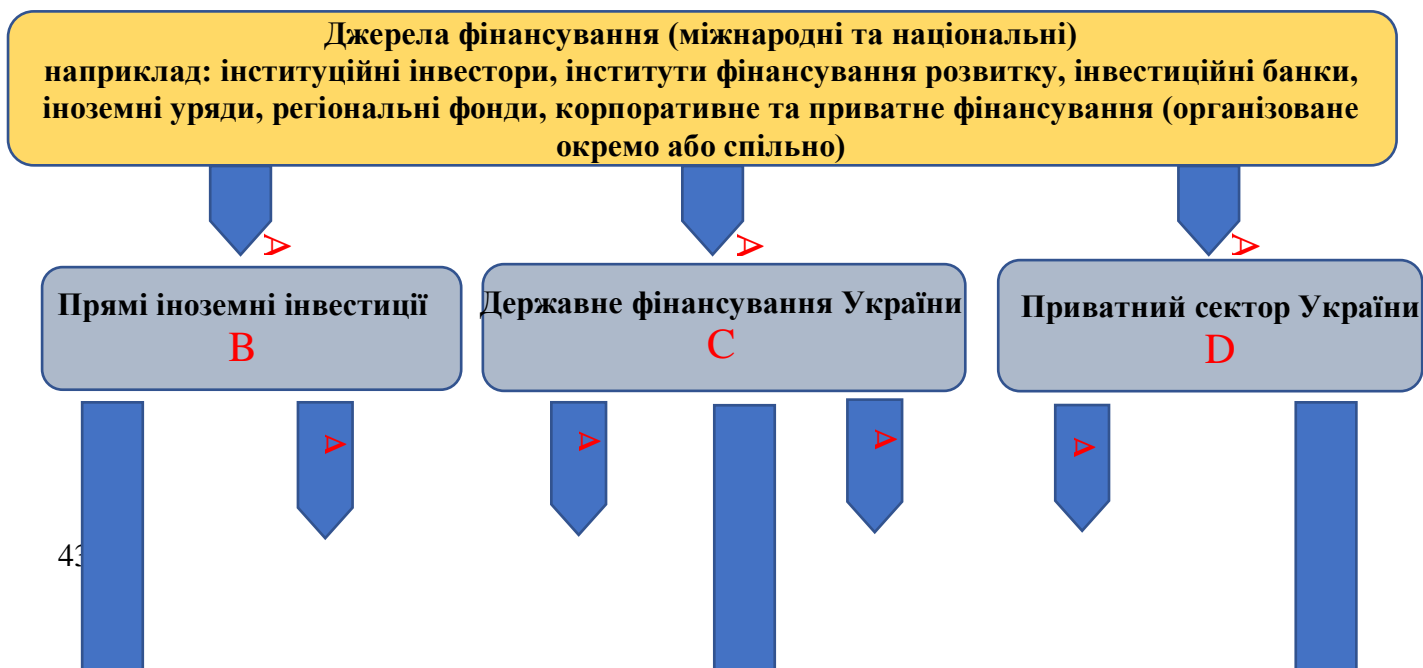 Джерела фінансування (міжнародні та національні)
наприклад: інституційні інвестори, інститути фінансування розвитку, інвестиційні банки,
іноземні уряди, регіональні фонди, корпоративне та приватне фінансування (організоване
окремо або спільно)
A
A
A
Прямі іноземні інвестиції
B
Державне фінансування України
C
Приватний сектор України
D
A
A
A
A